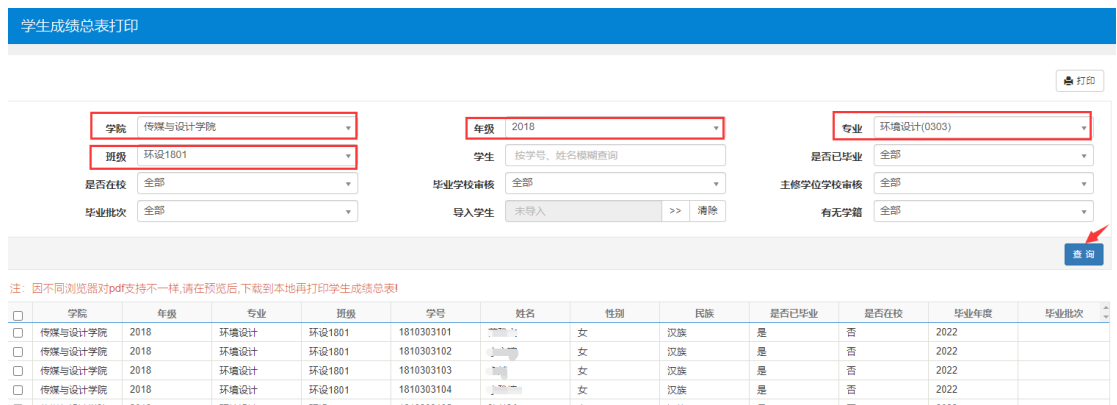 学生成绩总表打印
打印
学院 传媒与设计学院 年级 2018 专业 环境设计(0303)
班级 环设1801 学生 按学号、姓名模糊查询 是否已毕业 全部
是否在校 全部 毕业学校审核 全部 主修学位学校审核 全部
毕业批次 全部 导入学生 未导入 >> 清除 有无学籍 全部
查 询
注: 因不同浏览器对pdf支持不一样,请在预览后,下载到本地再打印学生成绩总表!
学院 年级 专业 班级 学号 姓名 性别 民族 是否已毕业 是否在校 毕业年度 毕业批次
传媒与设计学院 2018 环境设计 环设1801 1810303101 女 汉族 是 否 2022
传媒与设计学院 2018 环境设计 环设1801 1810303102 女 汉族 是 否 2022
传媒与设计学院 2018 环境设计 环设1801 1810303103 女 汉族 是 否 2022
传媒与设计学院 2018 环境设计 环设1801 1810303104 女 汉族 是 否 2022